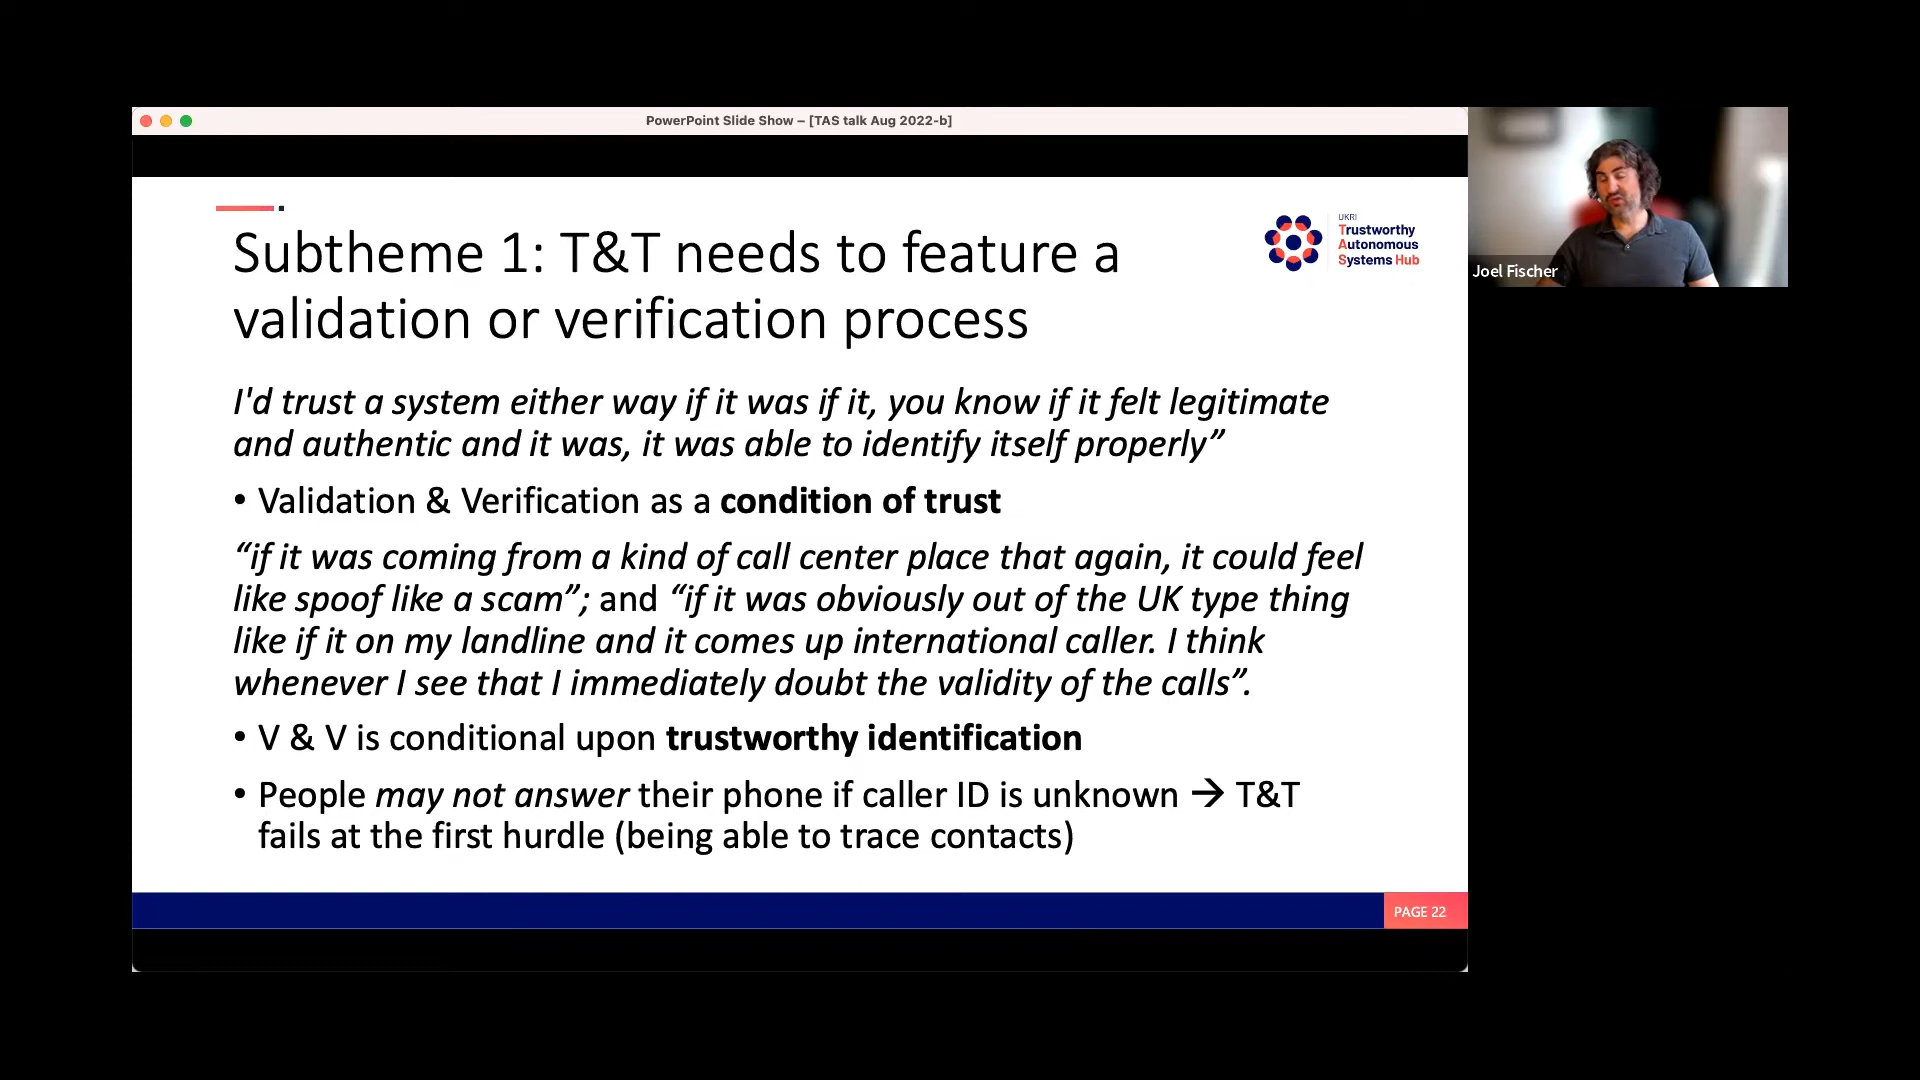 PowerPoint Slide Show – [TAS talk Aug 2022-b]
Subtheme 1: T&T needs to feature a
validation or verification process
UKRI
Trustworthy
Autonomous
Systems Hub
Joel Fischer
I'd trust a system either way if it was if it, you know if it felt legitimate
and authentic and it was, it was able to identify itself properly”
• Validation & Verification as a condition of trust
“if it was coming from a kind of call center place that again, it could feel
like spoof like a scam”; and “if it was obviously out of the UK type thing
like if it on my landline and it comes up international caller. I think
whenever I see that I immediately doubt the validity of the calls”.
• V & V is conditional upon trustworthy identification
• People may not answer their phone if caller ID is unknown → T&T
fails at the first hurdle (being able to trace contacts)
PAGE 22